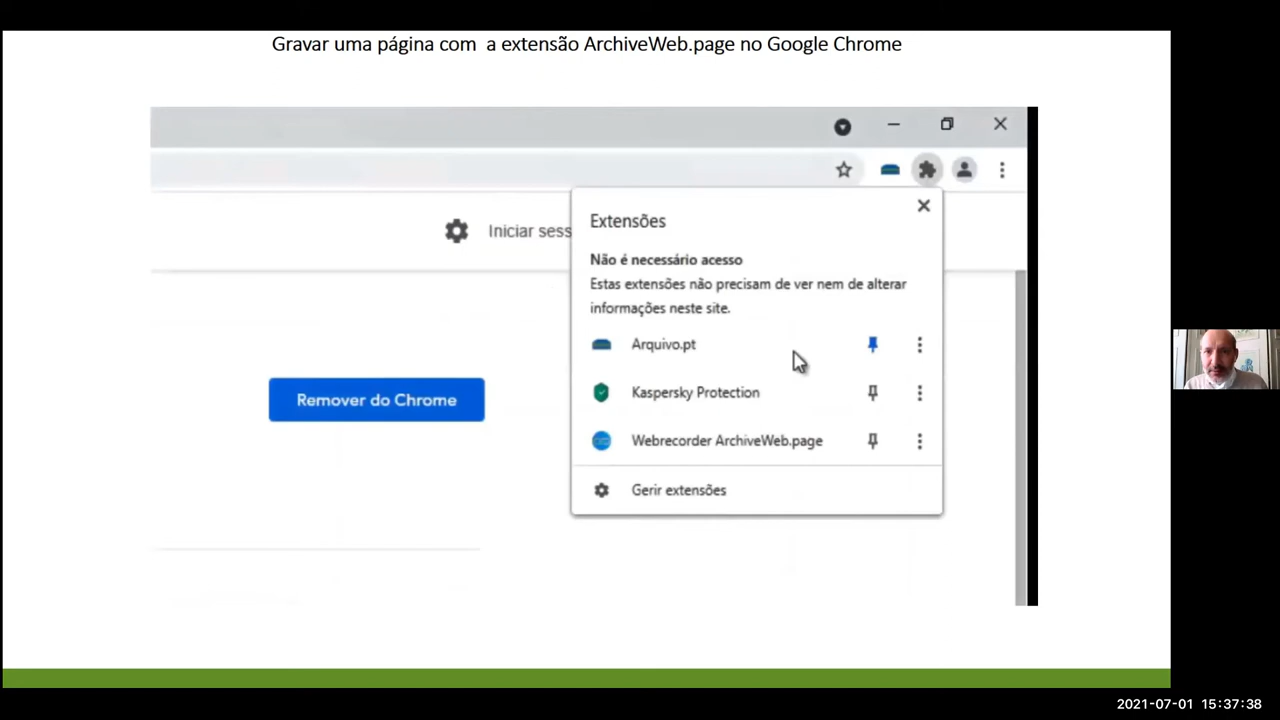 Gravar uma página com a extensão ArchiveWeb.page no Google Chrome
Iniciar sess
Extensões
Não é necessário acesso
Estas extensões não precisam de ver nem de alterar
informações neste site.
Arquivo.pt
Remover do Chrome
Kaspersky Protection
Webrecorder ArchiveWeb.page
Gerir extensões
2021-07-01 15:37:38